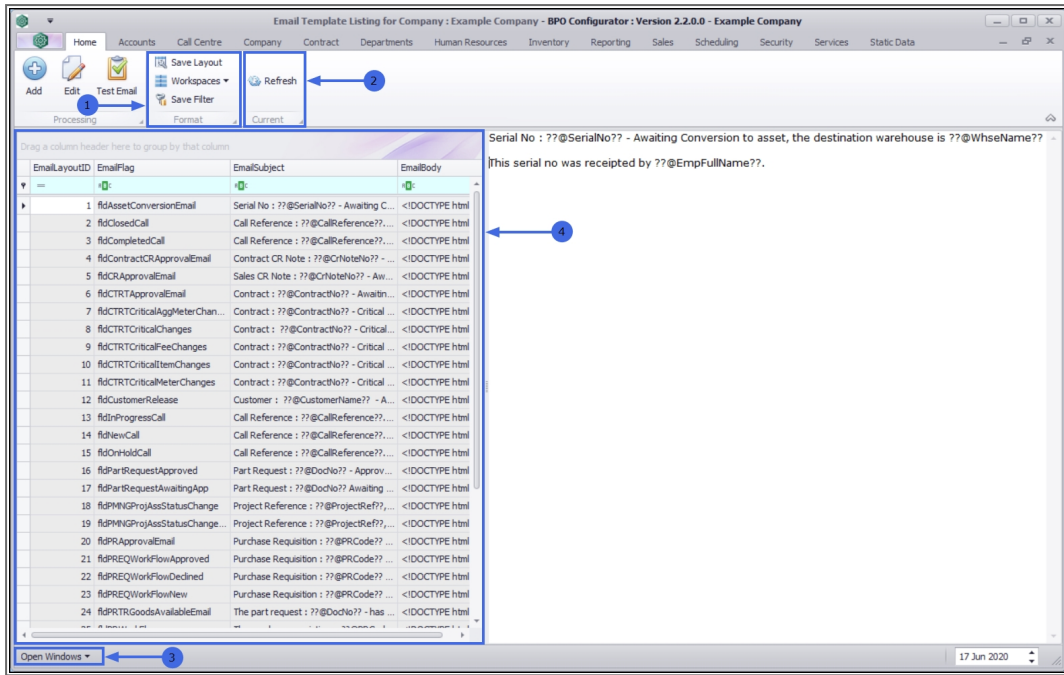 Email Template Listing for Company : Example Company - BPO Configurator : Version 2.2.0.0 - Example Company
Home Accounts Call Centre Company Contract Departments Human Resources Inventory Reporting Sales Scheduling Security Services Static Data
Add Edit Test Email
Save Layout
Workspaces
Save Filter
Refresh
1
2
Processing Format Current
Drag a column header here to group by that column
EmailLayoutID EmailFlag EmailSubject EmailBody
= ABC ABC ABC
1 fldAssetConversionEmail Serial No : ??@SerialNo?? - Awaiting C... <!DOCTYPE html
2 fldClosedCall Call Reference : ??@CallReference??.... <!DOCTYPE html
3 fldCompletedCall Call Reference : ??@CallReference??.... <!DOCTYPE html
4 fldContractCRApprovalEmail Contract CR Note : ??@CrNoteNo?? - ... <!DOCTYPE html
5 fldCRApprovalEmail Sales CR Note : ??@CrNoteNo?? - Aw... <!DOCTYPE html
6 fldCTRTApprovalEmail Contract : ??@ContractNo?? - Awaitin... <!DOCTYPE html
7 fldCTRTCriticalAggMeterChan... Contract : ??@ContractNo?? - Critical ... <!DOCTYPE html
8 fldCTRTCriticalChanges Contract : ??@ContractNo?? - Critical... <!DOCTYPE html
9 fldCTRTCriticalFeeChanges Contract : ??@ContractNo?? - Critical ... <!DOCTYPE html
10 fldCTRTCriticalItemChanges Contract : ??@ContractNo?? - Critical ... <!DOCTYPE html
11 fldCTRTCriticalMeterChanges Contract : ??@ContractNo?? - Critical ... <!DOCTYPE html
12 fldCustomerRelease Customer : ??@CustomerName?? - A... <!DOCTYPE html
13 fldInProgressCall Call Reference : ??@CallReference??.... <!DOCTYPE html
14 fldNewCall Call Reference : ??@CallReference??.... <!DOCTYPE html
15 fldOnHoldCall Call Reference : ??@CallReference??.... <!DOCTYPE html
16 fldPartRequestApproved Part Request : ??@DocNo?? - Approv... <!DOCTYPE html
17 fldPartRequestAwaitingApp Part Request : ??@DocNo?? Awaiting ... <!DOCTYPE html
18 fldPMNGProjAssStatusChange Project Reference : ??@ProjectRef??,... <!DOCTYPE html
19 fldPMNGProjAssStatusChange... Project Reference : ??@ProjectRef??,... <!DOCTYPE html
20 fldPRApprovalEmail Purchase Requisition : ??@PRCode?? ... <!DOCTYPE html
21 fldPREQWorkFlowApproved Purchase Requisition : ??@PRCode?? ... <!DOCTYPE html
22 fldPREQWorkFlowDeclined Purchase Requisition : ??@PRCode?? ... <!DOCTYPE html
23 fldPREQWorkFlowNew Purchase Requisition : ??@PRCode?? ... <!DOCTYPE html
24 fldPRTRGoodsAvailableEmail The part request : ??@DocNo?? - has ... <!DOCTYPE html
4
Serial No : ??@SerialNo?? - Awaiting Conversion to asset, the destination warehouse is ??@WhseName??
This serial no was receipted by ??@EmpFullName??.
Open Windows
3
17 Jun 2020